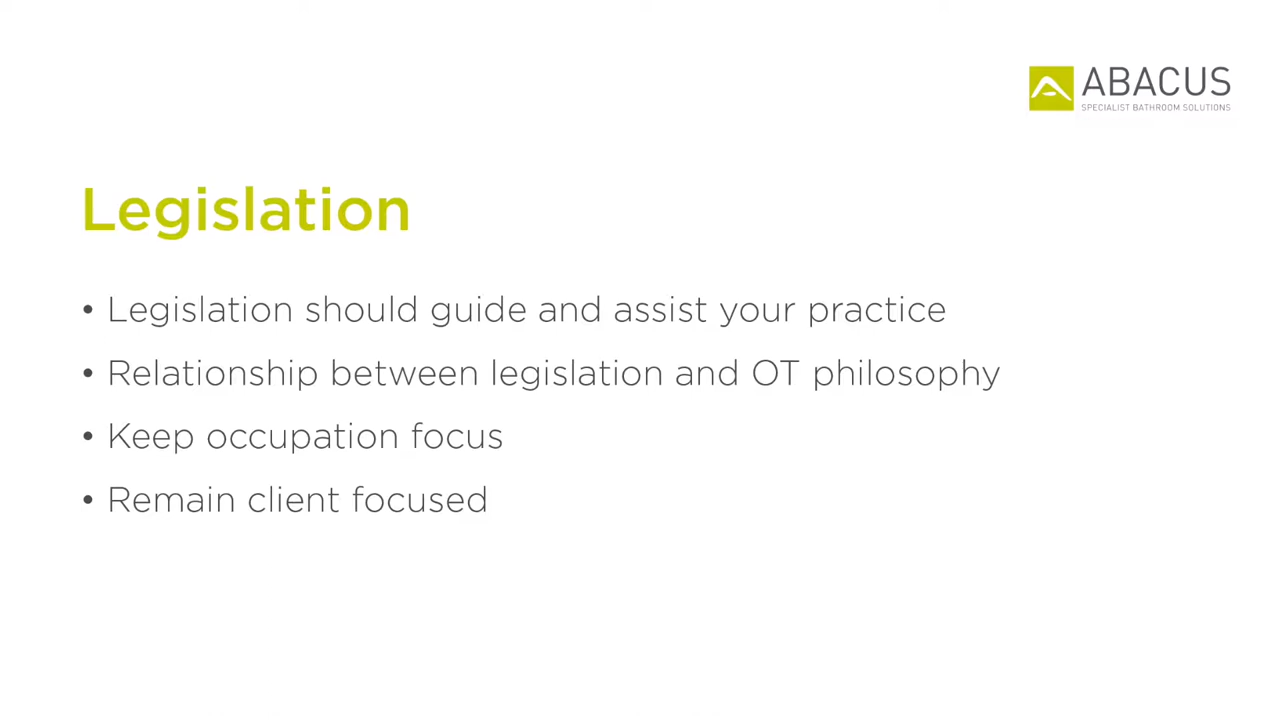 ABACUS
SPECIALIST BATHROOM SOLUTIONS
Legislation
• Legislation should guide and assist your practice
• Relationship between legislation and OT philosophy
• Keep occupation focus
• Remain client focused